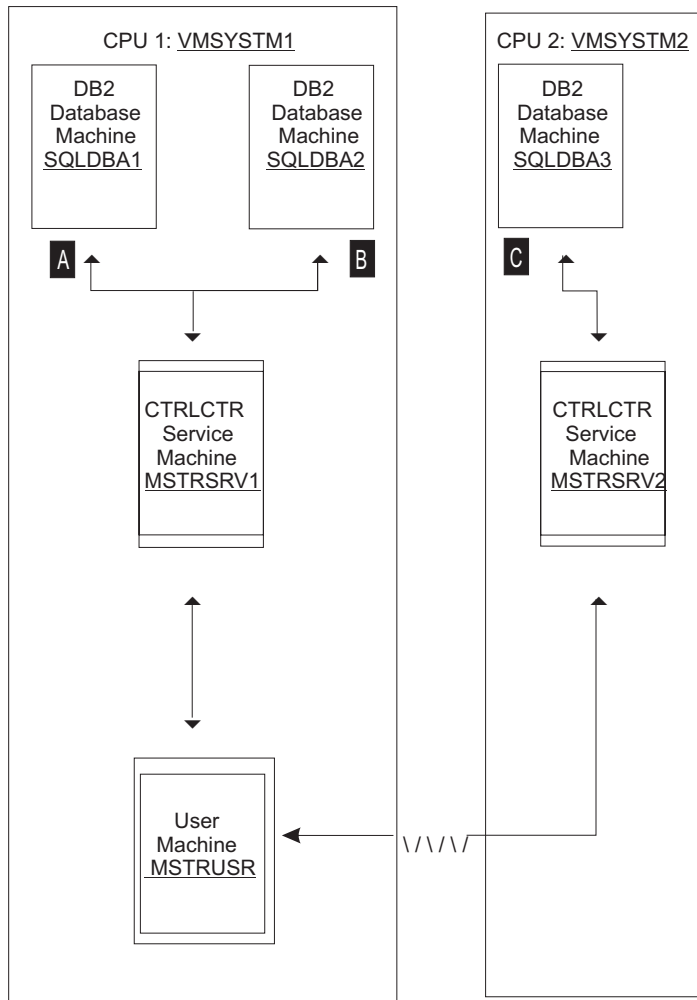 CPU 1: VMSYSTM1
DB2
Database
Machine
SQLDBA1
DB2
Database
Machine
SQLDBA2
A
B
CTRLCTR
Service
Machine
MSTRSRV1
User
Machine
MSTRUSR
\/\/\/
CPU 2: VMSYSTM2
DB2
Database
Machine
SQLDBA3
C
CTRLCTR
Service
Machine
MSTRSRV2